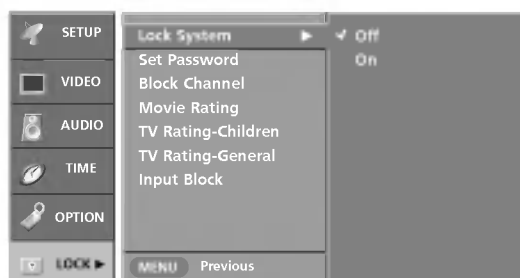 SETUP
VIDEO
AUDIO
TIME
OPTION
LOCK
Lock System
Set Password
Block Channel
Movie Rating
TV Rating-Children
TV Rating-General
Input Block
MENU Previous
Off
On